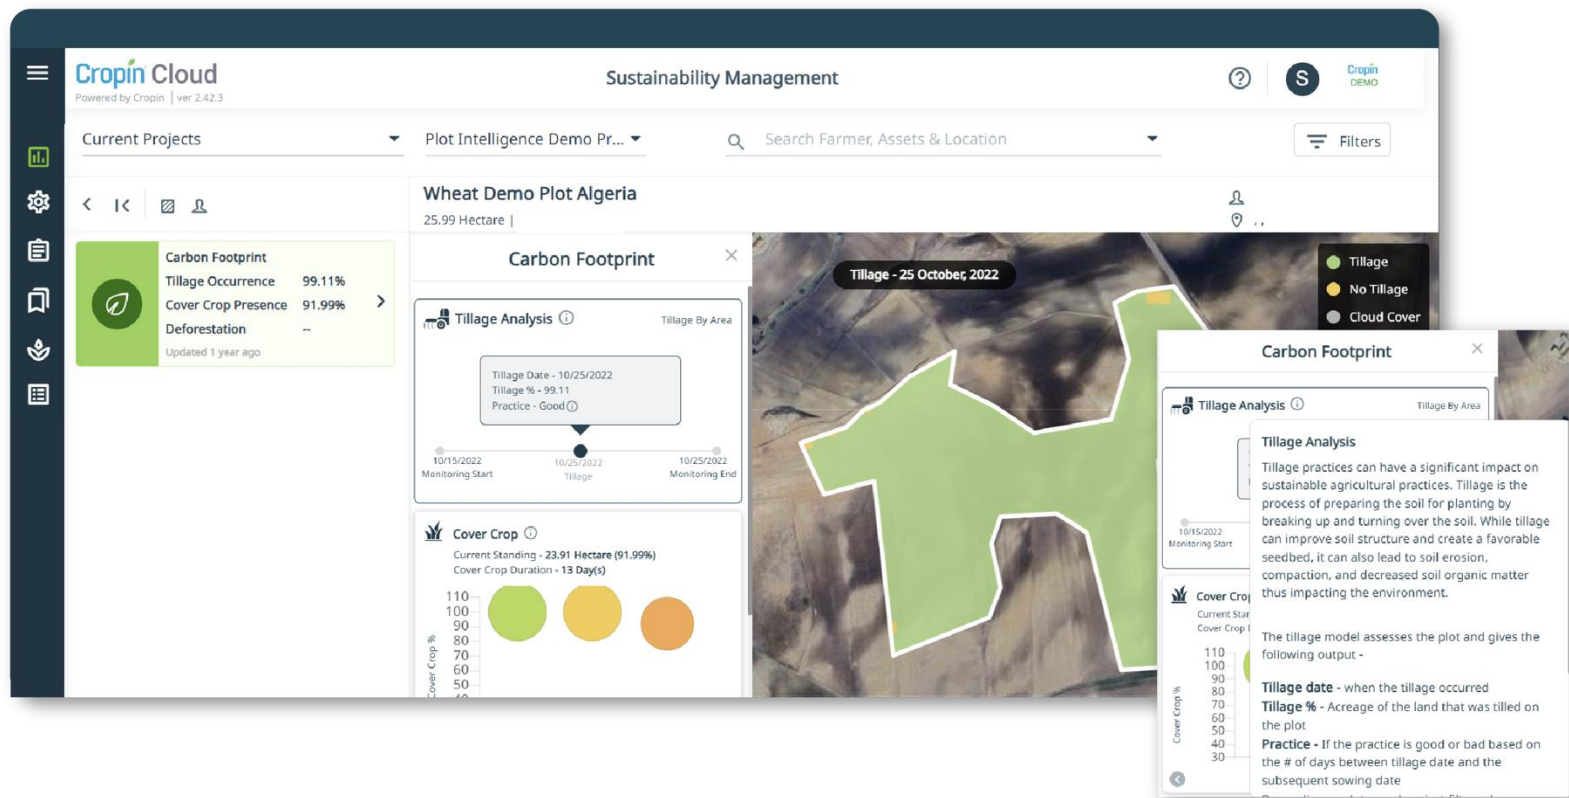 Cropin Cloud
Powered by Cropin | ver 2.42.3
Sustainability Management
S
Cropin
DEMO
Current Projects
Plot Intelligence Demo Pr...
Search Farmer, Assets & Location
Filters
Wheat Demo Plot Algeria
25.99 Hectare |
, ,
Carbon Footprint
Tillage Occurrence 99.11%
Cover Crop Presence 91.99%
Deforestation --
Updated 1 year ago
Carbon Footprint
Tillage Analysis
Tillage By Area
Tillage Date - 10/25/2022
Tillage % - 99.11
Practice - Good
10/15/2022
Monitoring Start
10/25/2022
Tillage
10/25/2022
Monitoring End
Cover Crop
Current Standing - 23.91 Hectare (91.99%)
Cover Crop Duration - 13 Day(s)
110
100
90
80
70
60
50
Cover Crop %
Tillage - 25 October, 2022
Tillage
No Tillage
Cloud Cover
Carbon Footprint
Tillage Analysis
Tillage By Area
10/15/2022
Monitoring Start
Cover Crop
Current Star
Cover Crop
110
100
90
80
70
60
50
40
30
Cover Crop %
Tillage Analysis
Tillage practices can have a significant impact on
sustainable agricultural practices. Tillage is the
process of preparing the soil for planting by
breaking up and turning over the soil. While tillage
can improve soil structure and create a favorable
seedbed, it can also lead to soil erosion,
compaction, and decreased soil organic matter
thus impacting the environment.
The tillage model assesses the plot and gives the
following output -
Tillage date - when the tillage occurred
Tillage % - Acreage of the land that was tilled on
the plot
Practice - If the practice is good or bad based on
the # of days between tillage date and the
subsequent sowing date